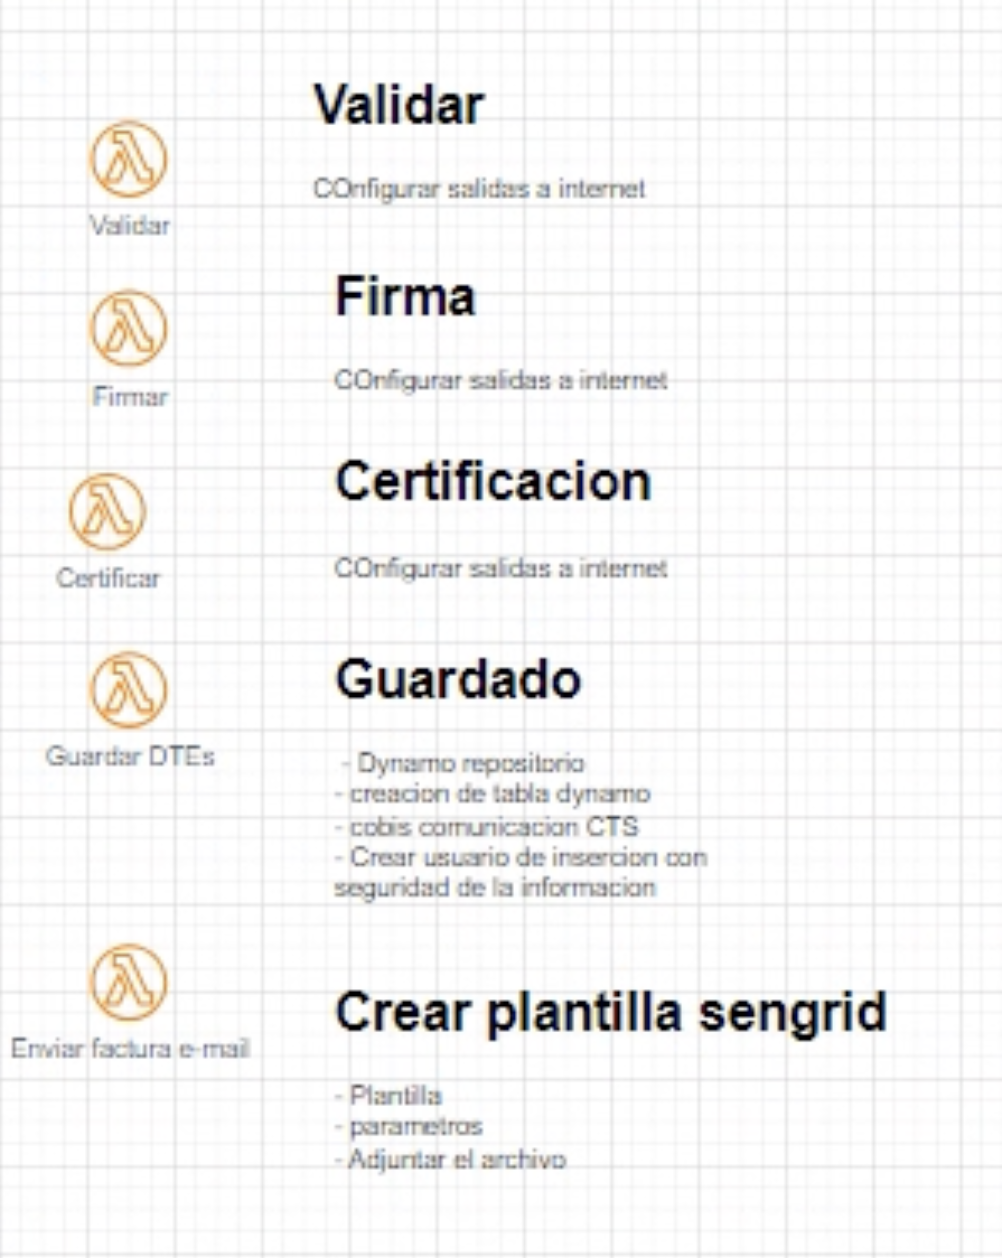 Validar
Validar
COnfigurar salidas a internet
Firma
Firmar
COnfigurar salidas a internet
Certificacion
Certificar
COnfigurar salidas a internet
Guardado
Guardar DTEs
- Dynamo repositorio
- creacion de tabla dynamo
- cobis comunicacion CTS
- Crear usuario de insercion con
seguridad de la informacion
Crear plantilla sengrid
Enviar factura e-mail
- Plantilla
- parametros
- Adjuntar el archivo